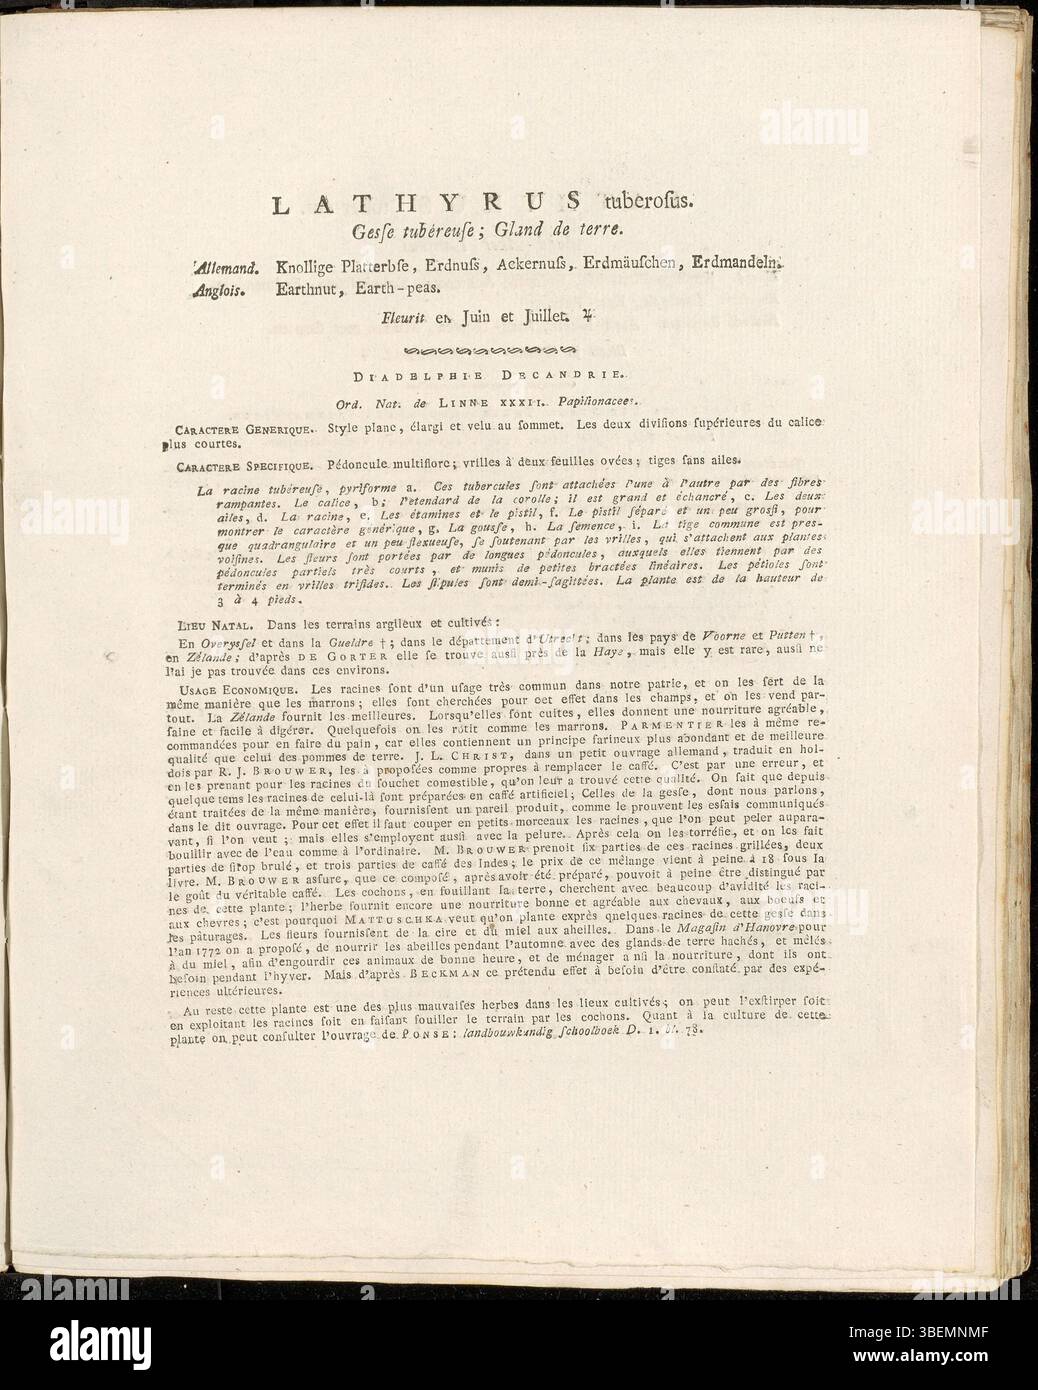 LATHYRUS tuberoſus.
Geſſe tubéreuſe; Gland de terre.
Allemand. Knollige Platterbſe, Erdnuſs, Ackernuſs, Erdmäuſchen, Erdmandeln.
Anglois. Earthnut, Earth-peas.
Fleurit en Juin et Juillet. ♃
DIADELPHIE DECANDRIE.
Ord. Nat. de LINNE XXXII. Papilionacees.
CARACTERE GENERIQUE. Style plane, élargi et velu au ſommet. Les deux diviſions ſupérieures du calice
plus courtes.
CARACTERE SPECIFIQUE. Pédoncule multiflore; vrilles à deux feuilles ovées; tiges ſans ailes.
La racine tubéreuſe, pyriforme a. Ces tubercules ſont attachées l'une à l'autre par des fibres
rampantes. Le calice, b; l'étendard de la corolle; il est grand et échancré, c. Les deux
ailes, d. La racine, e. Les étamines et le pistil, f. Le pistil ſéparé et un peu groſſi, pour
montrer le caractère générique, g. La gouſſe, h. La ſemence, i. La tige commune est pres-
que quadrangulaire et un peu flexueuſe, ſe ſoutenant par les vrilles, qui s'attachent aux plantes
voiſines. Les fleurs ſont portées par de longues pédoncules, auxquels elles tiennent par des
pédoncules partiels très courts, et munis de petites bractées linéaires. Les pétioles ſont
terminés en vrilles trifides. Les ſtipules ſont demi-ſagittées. La plante est de la hauteur de
3 à 4 pieds.
LIEU NATAL. Dans les terrains argileux et cultivés:
En Overyſſel et dans la Gueldre †; dans le département d'Utrecht; dans les pays de Voorne et Putten †,
en Zélande; d'après DE GORTER elle ſe trouve auſſi près de la Haye, mais elle y est rare, auſſi ne
l'ai je pas trouvée dans ces environs.
USAGE ECONOMIQUE. Les racines ſont d'un uſage très commun dans notre patrie, et on les ſert de la
même manière que les marrons; elles ſont cherchées pour cet effet dans les champs, et on les vend par-
tout. La Zélande fournit les meilleures. Lorsqu'elles ſont cuites, elles donnent une nourriture agréable,
ſaine et facile à digérer. Quelquefois on les rôtit comme les marrons. PARMENTIER les à même re-
commandées pour en faire du pain, car elles contiennent un principe farineux plus abondant et de meilleure
qualité que celui des pommes de terre. J. L. CHRIST, dans un petit ouvrage allemand, traduit en hol-
dois par R. J. BROUWER, les à propoſées comme propres à remplacer le caffé. C'est par une erreur, et
en les prenant pour les racines du ſouchet comestible, qu'on leur a trouvé cette qualité. On ſait que depuis
quelque tems les racines de celui-là ſont préparées en caffé artificiel; Celles de la geſſe, dont nous parlons,
étant traitées de la même manière, fourniſſent un pareil produit, comme le prouvent les eſſais communiqués
dans le dit ouvrage. Pour cet effet il faut couper en petits morceaux les racines, que l'on peut peler aupara-
vant, ſi l'on veut; mais elles s'employent auſſi avec la pelure. Après cela on les torréfie, et on les fait
bouillir avec de l'eau comme à l'ordinaire. M. BROUWER prenoit ſix parties de ces racines grillées, deux
parties de ſirop brulé, et trois parties de caffé des Indes; le prix de ce mélange vient à peine à 18 ſous la
livre. M. BROUWER aſſure, que ce compoſé, après avoir été préparé, pouvoit à peine être distingué par
le goût du véritable caffé. Les cochons, en fouillant la terre, cherchent avec beaucoup d'avidité les raci-
nes de cette plante; l'herbe fournit encore une nourriture bonne et agréable aux chevaux, aux boeufs et
aux chevres; c'est pourquoi MATTUSCHKA veut qu'on plante exprès quelques racines de cette geſſe dans
les pâturages. Les fleurs fourniſſent de la cire et du miel aux abeilles. Dans le Magaſin d'Hanovre pour
l'an 1772 on a propoſé, de nourrir les abeilles pendant l'automne avec des glands de terre hachés, et mêlés
à du miel, afin d'engourdir ces animaux de bonne heure, et de ménager a nſi la nourriture, dont ils ont
beſoin pendant l'hyver. Mais d'après BECKMAN ce prétendu effet à beſoin d'être conſtaté par des expé-
riences ultérieures.
Au reste cette plante est une des plus mauvaiſes herbes dans les lieux cultivés; on peut l'exſtirper ſoit
en exploitant les racines ſoit en faiſant fouiller le terrain par les cochons. Quant à la culture de cette
plante on peut conſulter l'ouvrage de PONSE: landbouwkundig ſchoolboek D. 1. bl. 78.
alamy
Image ID: 3BEMNMF
www.alamy.com